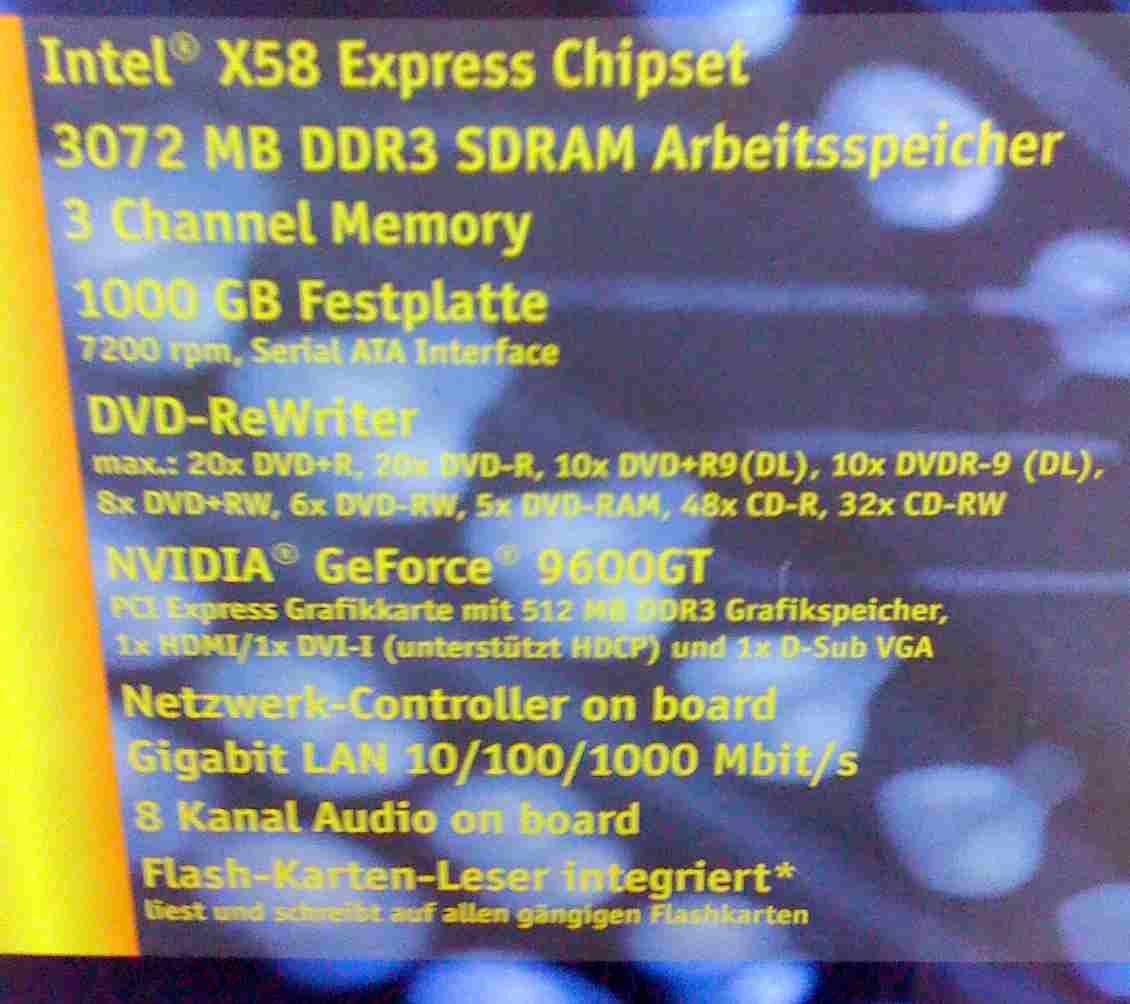 Intel® X58 Express Chipset
3072 MB DDR3 SDRAM Arbeitsspeicher
3 Channel Memory
1000 GB Festplatte
7200 rpm, Serial ATA Interface
DVD-ReWriter
max.: 20x DVD+R, 20x DVD-R, 10x DVD+R9(DL), 10x DVDR-9 (DL),
8x DVD+RW, 6x DVD-RW, 5x DVD-RAM, 48x CD-R, 32x CD-RW
NVIDIA® GeForce® 9600GT
PCI Express Grafikkarte mit 512 MB DDR3 Grafikspeicher,
1x HDMI/1x DVI-I (unterstützt HDCP) und 1x D-Sub VGA
Netzwerk-Controller on board
Gigabit LAN 10/100/1000 Mbit/s
8 Kanal Audio on board
Flash-Karten-Leser integriert*
liest und schreibt auf allen gängigen Flashkarten